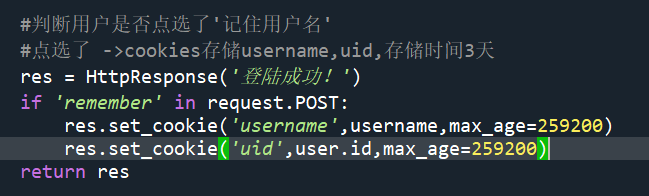 #判断用户是否点选了'记住用户名'
#点选了 ->cookies存储username,uid,存储时间3天
res = HttpResponse('登陆成功！')
if 'remember' in request.POST:
    res.set_cookie('username',username,max_age=259200)
    res.set_cookie('uid',user.id,max_age=259200)
return res